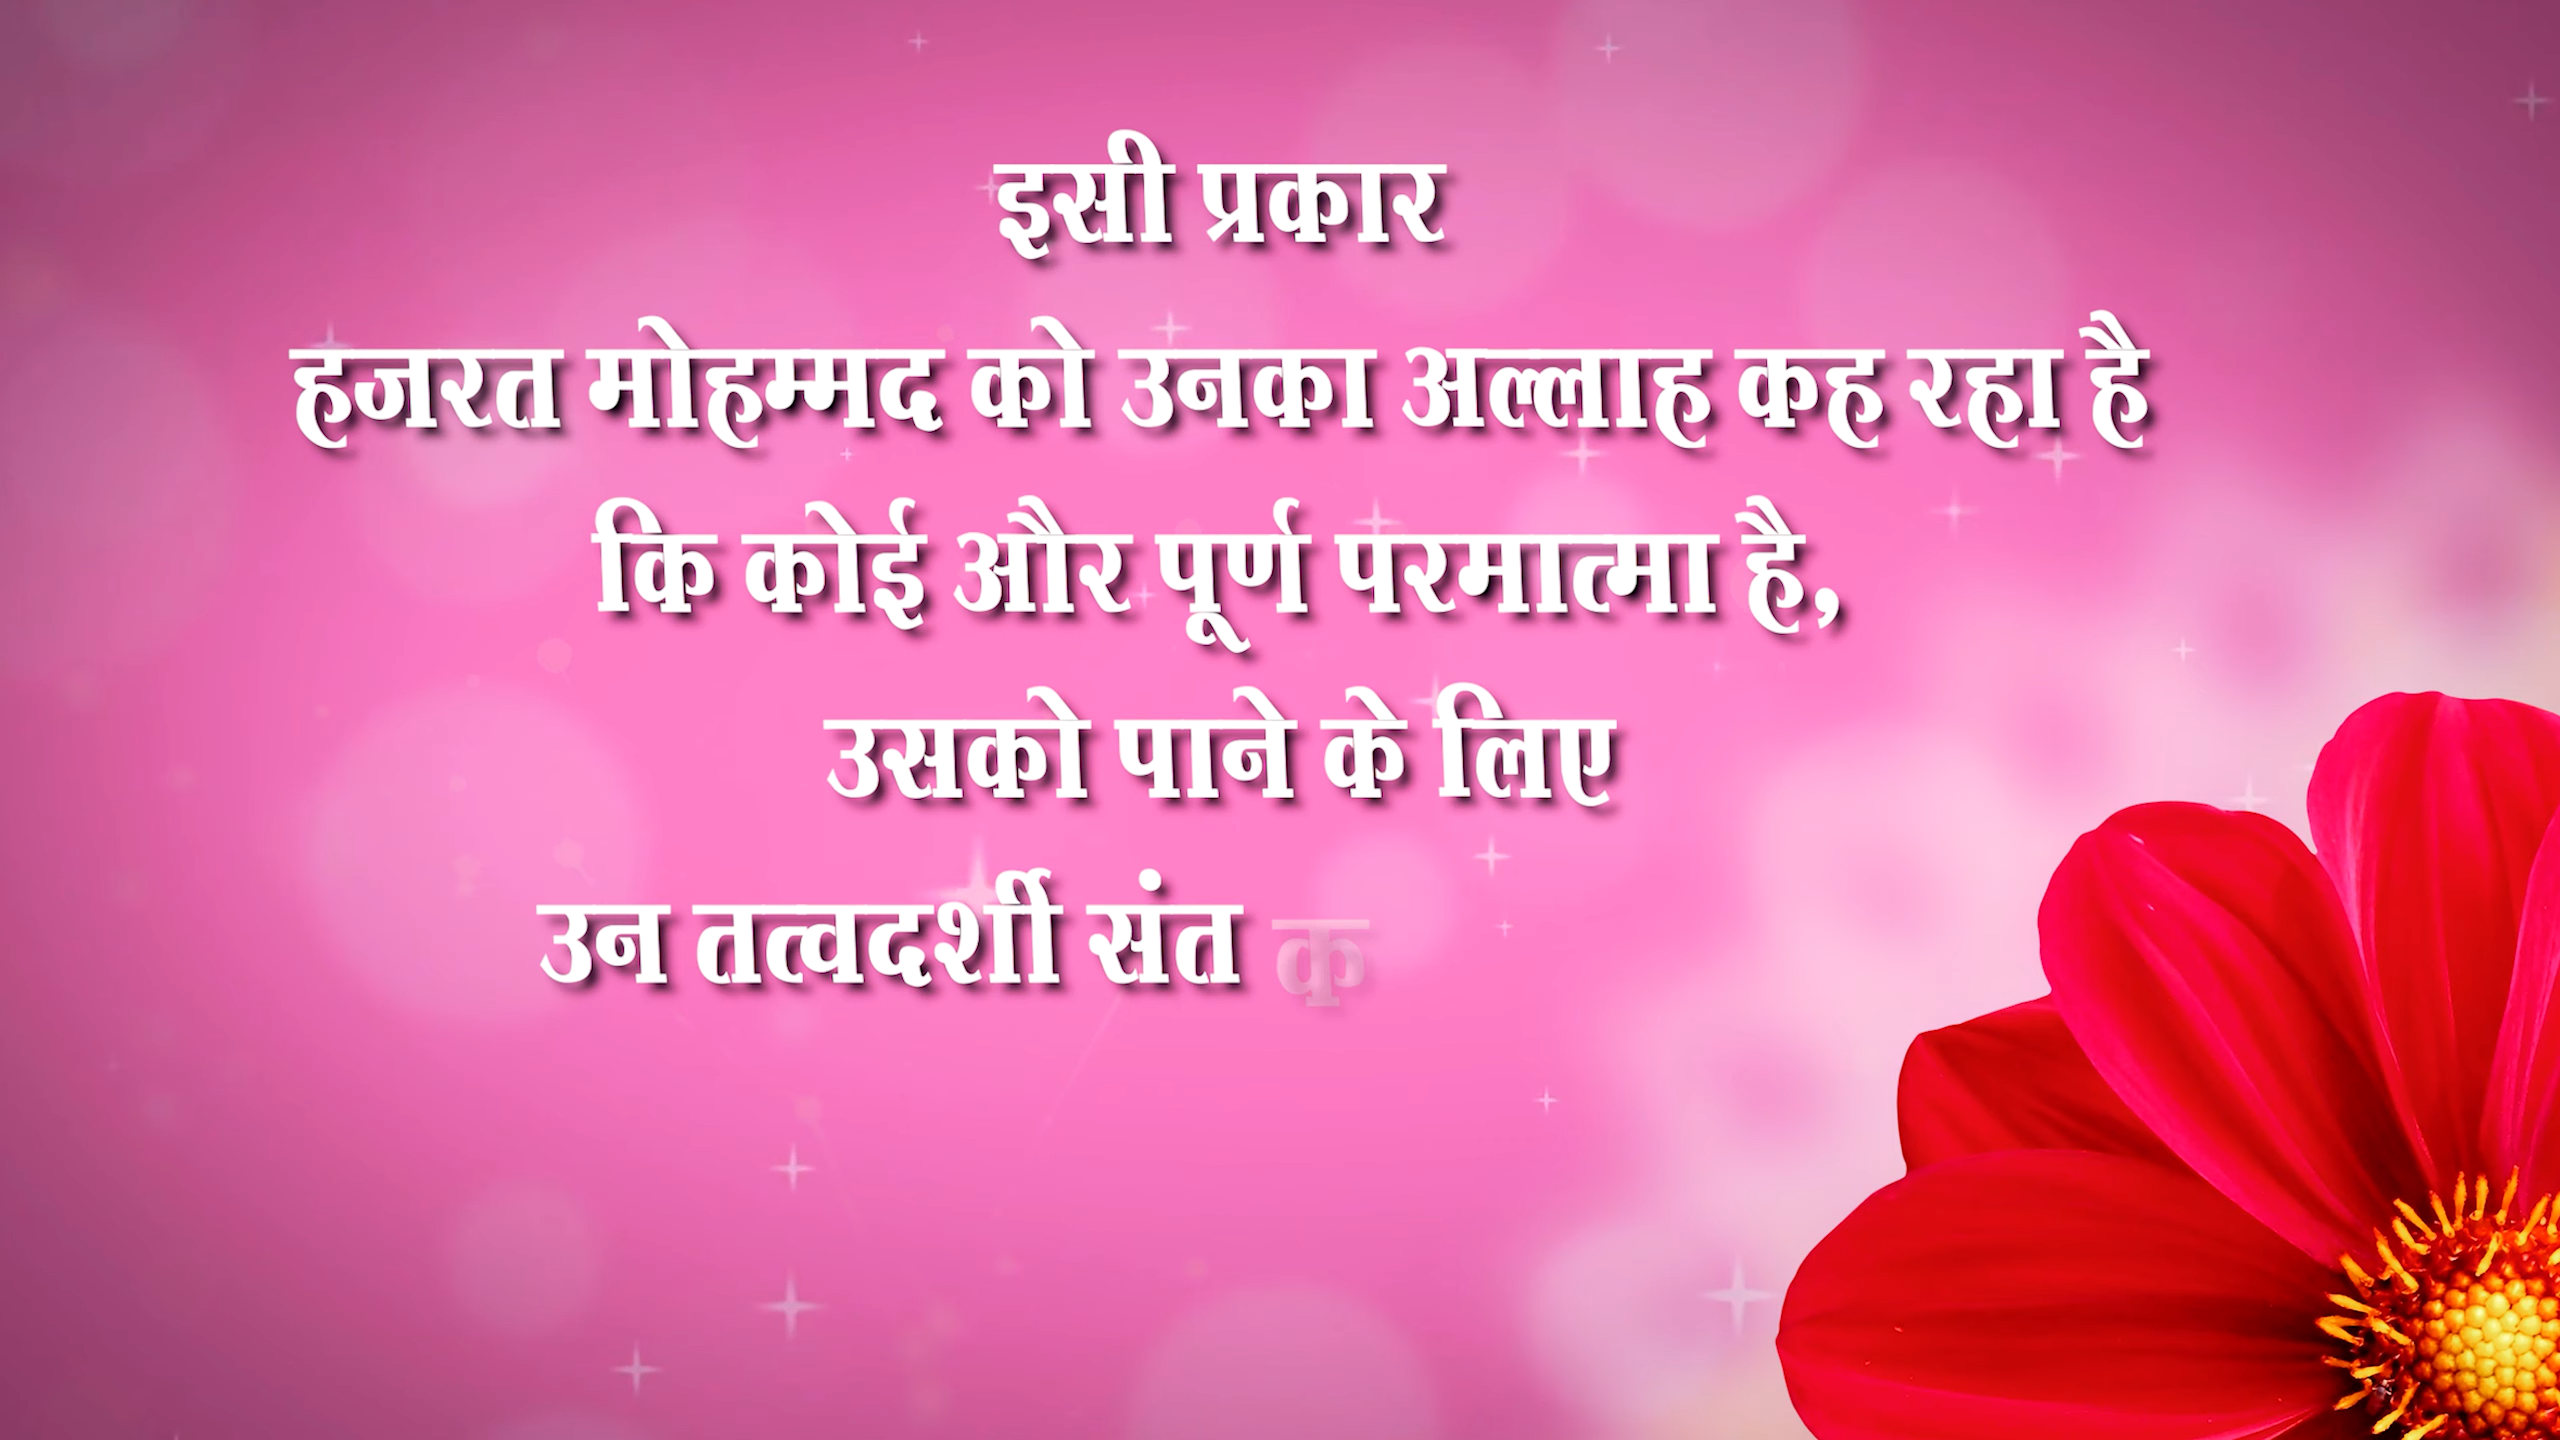 इसी प्रकार
हजरत मोहम्मद को उनका अल्लाह कह रहा है
कि कोई और पूर्ण परमात्मा है,
उसको पाने के लिए
उन तत्वदर्शी संत क